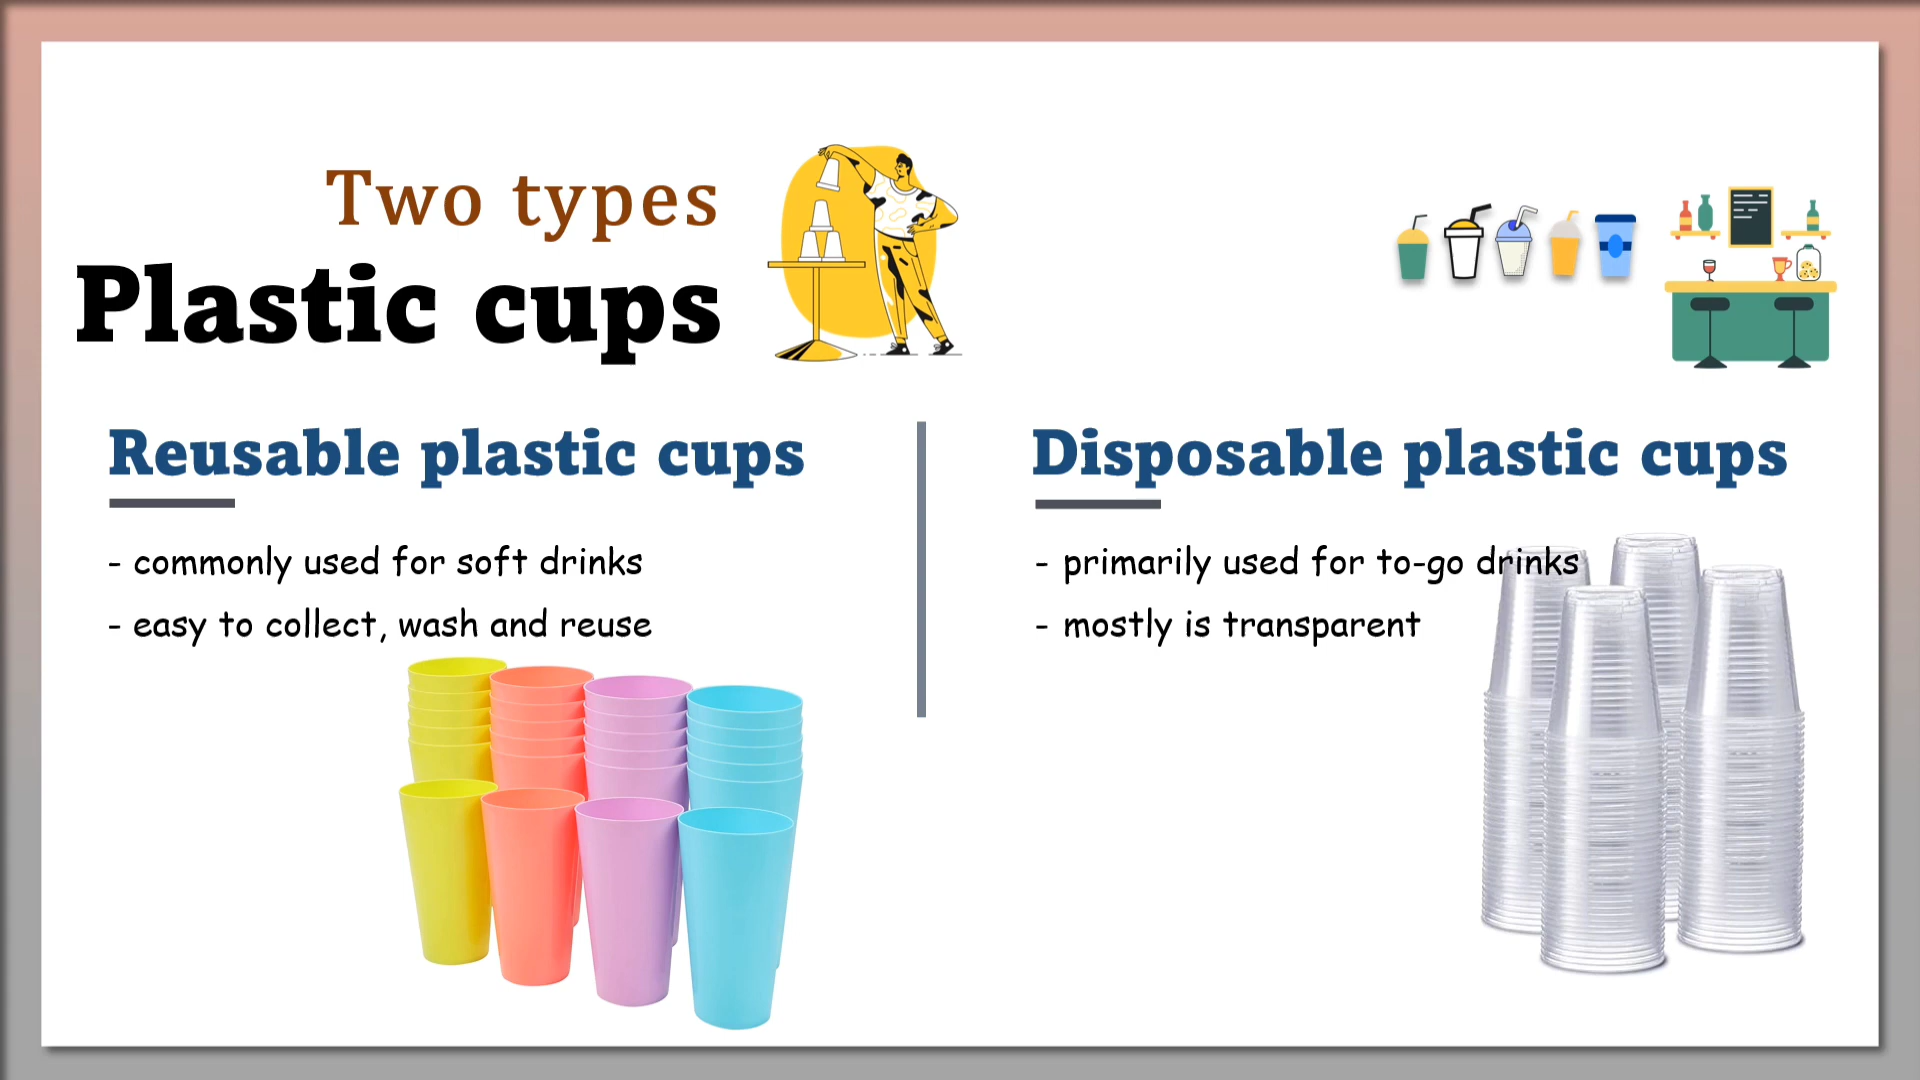 Two types
Plastic cups
Reusable plastic cups
- commonly used for soft drinks
- easy to collect, wash and reuse
Disposable plastic cups
- primarily used for to-go drinks
- mostly is transparent